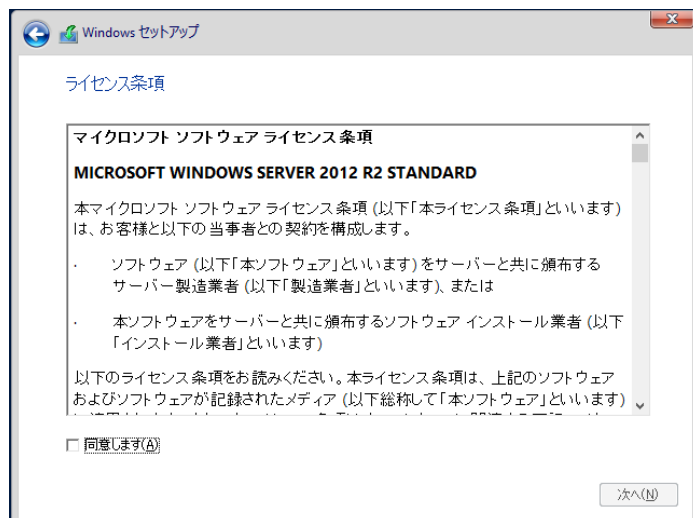 Windows セットアップ
ライセンス条項
マイクロソフト ソフトウェア ライセンス条項
MICROSOFT WINDOWS SERVER 2012 R2 STANDARD
本マイクロソフト ソフトウェア ライセンス条項 (以下「本ライセンス条項」といいます)
は、お客様と以下の当事者との契約を構成します。
· ソフトウェア (以下「本ソフトウェア」といいます) をサーバーと共に頒布する
サーバー製造業者 (以下「製造業者」といいます)、または
· 本ソフトウェアをサーバーと共に頒布するソフトウェア インストール業者 (以下
「インストール業者」といいます)
以下のライセンス条項をお読みください。本ライセンス条項は、上記のソフトウェア
およびソフトウェアが記録されたメディア (以下総称して「本ソフトウェア」といいます)
同意します(A)
次へ(N)